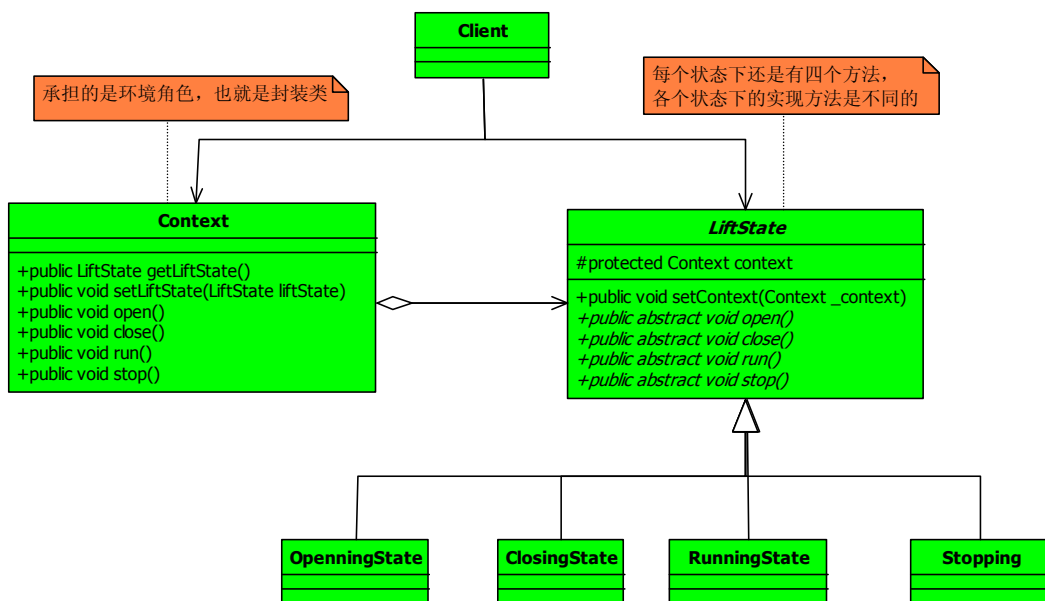 Client
承担的是环境角色，也就是封装类
每个状态下还是有四个方法，
各个状态下的实现方法是不同的
Context
+public LiftState getLiftState()
+public void setLiftState(LiftState liftState)
+public void open()
+public void close()
+public void run()
+public void stop()
LiftState
#protected Context context
+public void setContext(Context _context)
+public abstract void open()
+public abstract void close()
+public abstract void run()
+public abstract void stop()
OpenningState
ClosingState
RunningState
Stopping